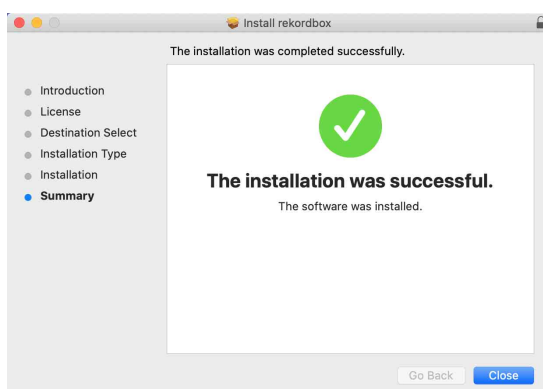 Install rekordbox
The installation was completed successfully.
Introduction
License
Destination Select
Installation Type
Installation
Summary
The installation was successful.
The software was installed.
Go Back
Close